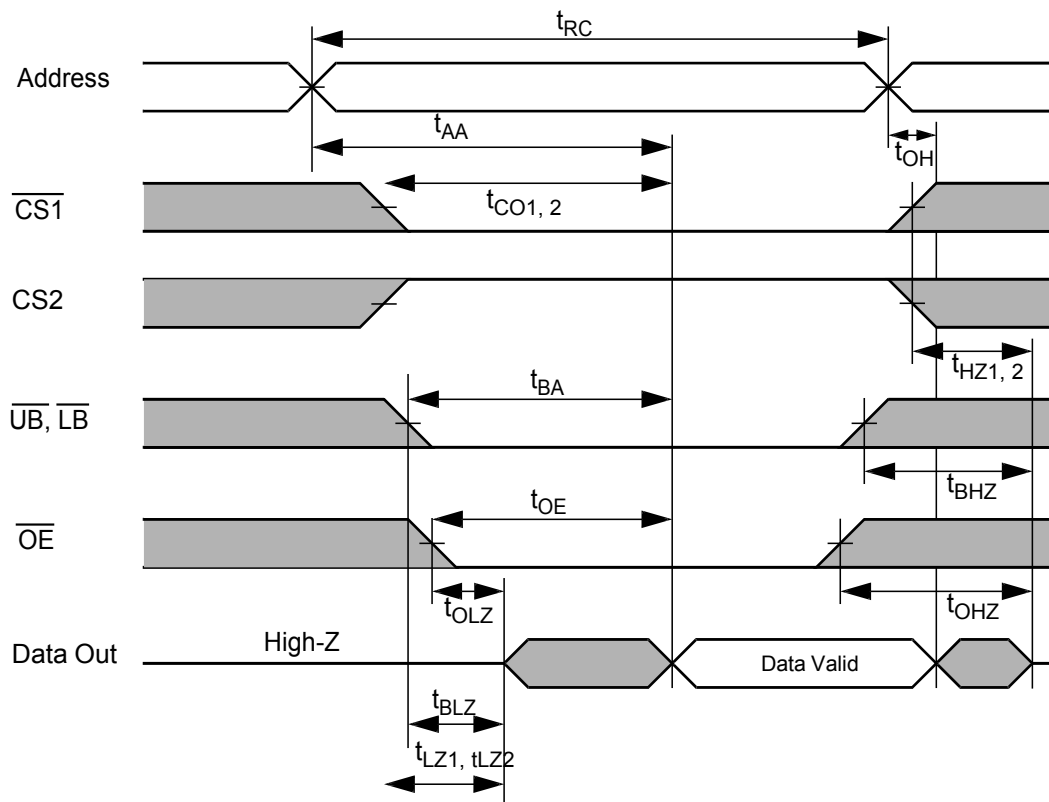 tRC
Address
tAA
tOH
CS1
tCO1, 2
CS2
tHZ1, 2
tBA
UB, LB
tBHZ
tOE
OE
tOLZ
tOHZ
High-Z
Data Out
Data Valid
tBLZ
tLZ1, tLZ2